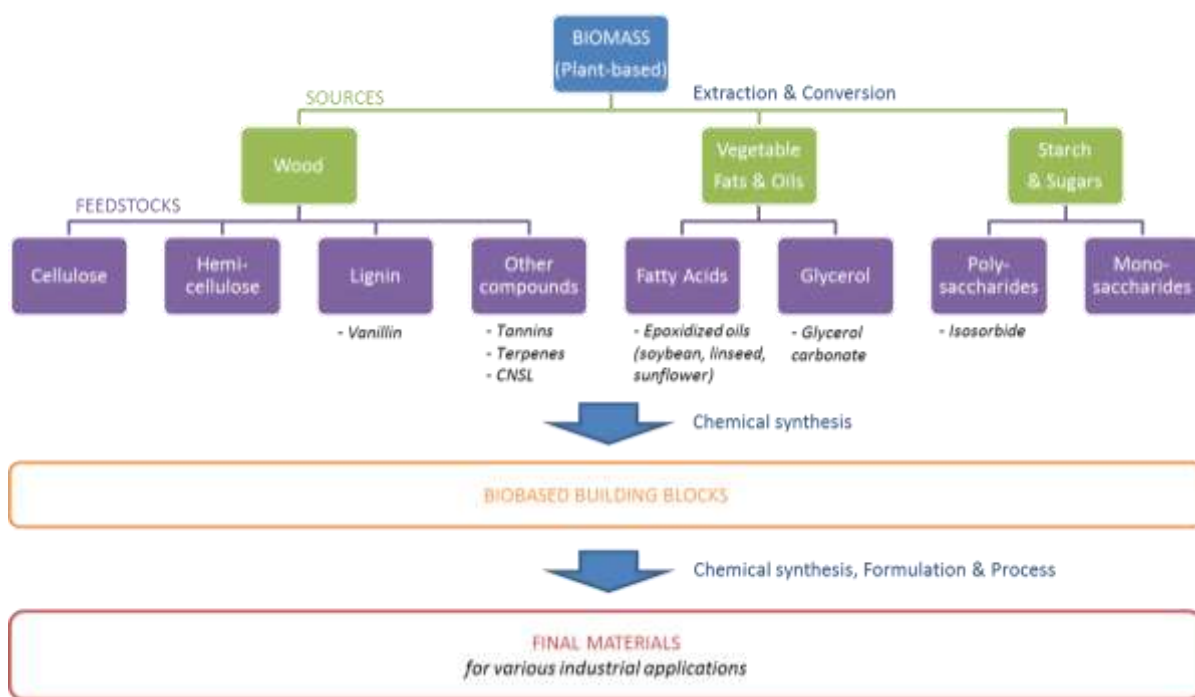 BIOMASS
(Plant-based)
SOURCES
Extraction & Conversion
Wood
Vegetable
Fats & Oils
Starch
& Sugars
FEEDSTOCKS
Cellulose
Hemi-
cellulose
Lignin
Other
compounds
Fatty Acids
Glycerol
Poly-
saccharides
Mono-
saccharides
- Vanillin
- Tannins
- Terpenes
- CNSL
- Epoxidized oils
(soybean, linseed,
sunflower)
- Glycerol
carbonate
- Isosorbide
Chemical synthesis
BIOBASED BUILDING BLOCKS
Chemical synthesis, Formulation & Process
FINAL MATERIALS
for various industrial applications